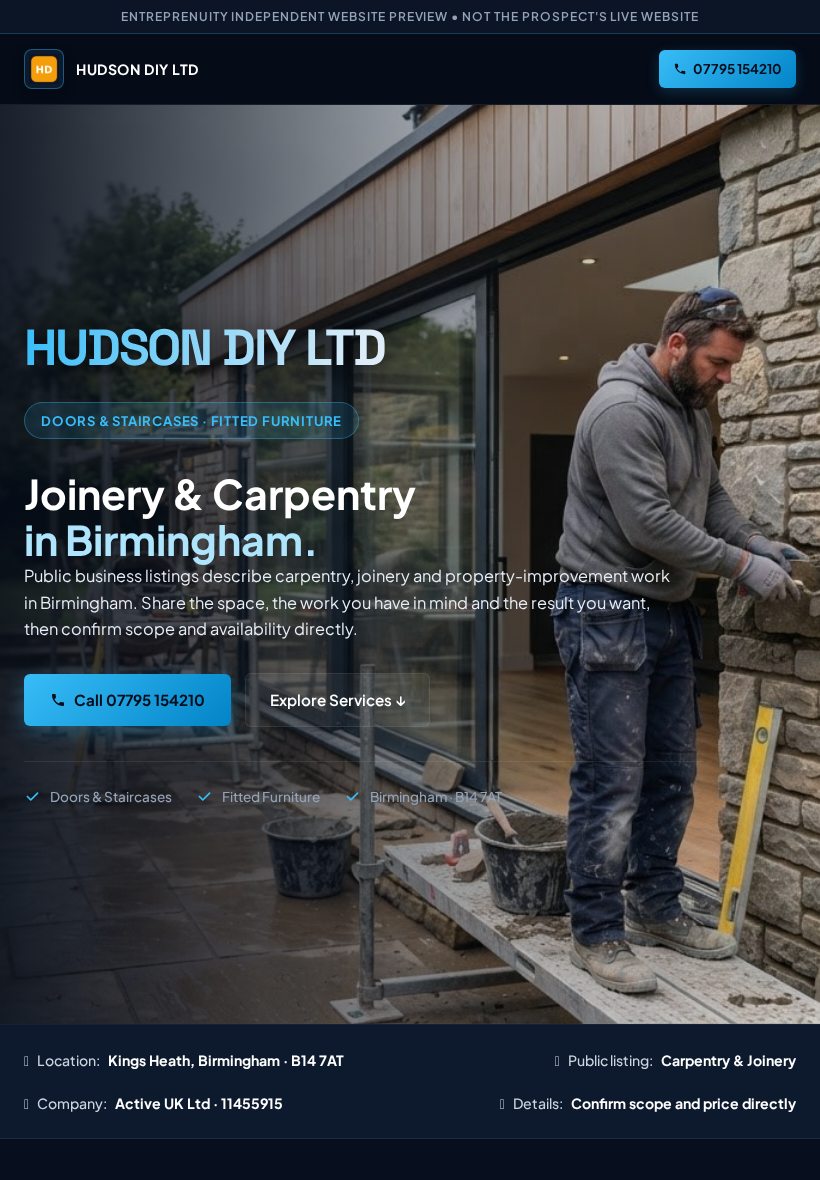 ENTREPRENUITY INDEPENDENT WEBSITE PREVIEW • NOT THE PROSPECT'S LIVE WEBSITE
HD HUDSON DIY LTD 07795 154210
HUDSON DIY LTD
DOORS & STAIRCASES · FITTED FURNITURE
Joinery & Carpentry
in Birmingham.
Public business listings describe carpentry, joinery and property-improvement work
in Birmingham. Share the space, the work you have in mind and the result you want,
then confirm scope and availability directly.
Call 07795 154210 Explore Services ↓
Doors & Staircases Fitted Furniture Birmingham · B14 7AT
Location: Kings Heath, Birmingham · B14 7AT Public listing: Carpentry & Joinery
Company: Active UK Ltd · 11455915 Details: Confirm scope and price directly